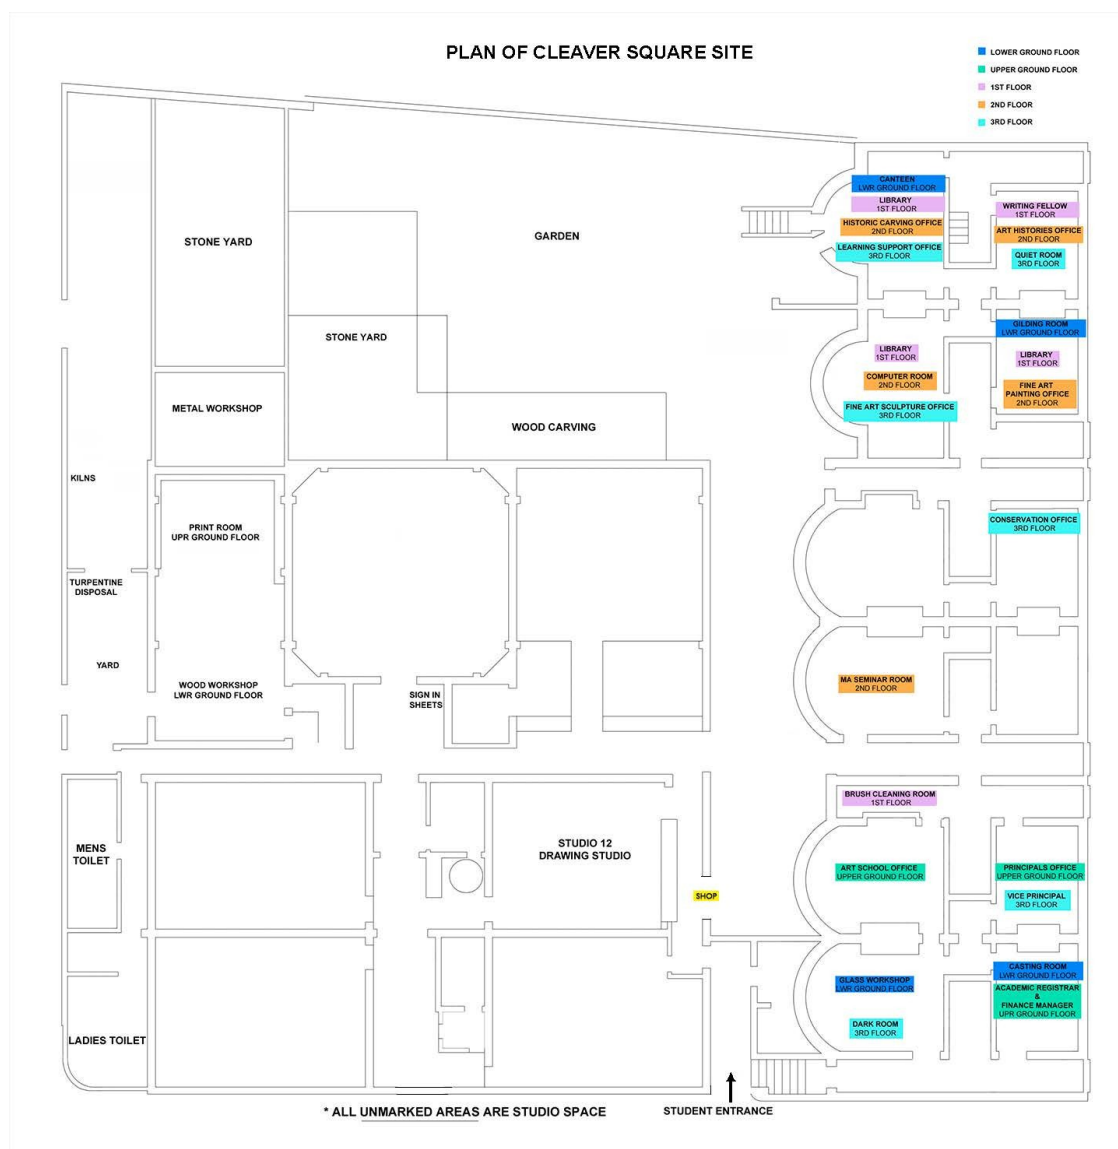 PLAN OF CLEAVER SQUARE SITE
LOWER GROUND FLOOR
UPPER GROUND FLOOR
1ST FLOOR
2ND FLOOR
3RD FLOOR
CANTEEN
LWR GROUND FLOOR
LIBRARY
1ST FLOOR
HISTORIC CARVING OFFICE
2ND FLOOR
LEARNING SUPPORT OFFICE
3RD FLOOR
WRITING FELLOW
1ST FLOOR
ART HISTORIES OFFICE
2ND FLOOR
QUIET ROOM
3RD FLOOR
STONE YARD
GARDEN
STONE YARD
GILDING ROOM
LWR GROUND FLOOR
LIBRARY
1ST FLOOR
COMPUTER ROOM
2ND FLOOR
FINE ART SCULPTURE OFFICE
3RD FLOOR
LIBRARY
1ST FLOOR
FINE ART
PAINTING OFFICE
2ND FLOOR
METAL WORKSHOP
WOOD CARVING
KILNS
PRINT ROOM
UPR GROUND FLOOR
CONSERVATION OFFICE
3RD FLOOR
TURPENTINE
DISPOSAL
YARD
WOOD WORKSHOP
LWR GROUND FLOOR
SIGN IN
SHEETS
MA SEMINAR ROOM
2ND FLOOR
BRUSH CLEANING ROOM
1ST FLOOR
MENS
TOILET
STUDIO 12
DRAWING STUDIO
SHOP
ART SCHOOL OFFICE
UPPER GROUND FLOOR
PRINCIPALS OFFICE
UPPER GROUND FLOOR
VICE PRINCIPAL
3RD FLOOR
GLASS WORKSHOP
LWR GROUND FLOOR
DARK ROOM
3RD FLOOR
CASTING ROOM
LWR GROUND FLOOR
ACADEMIC REGISTRAR
&
FINANCE MANAGER
UPR GROUND FLOOR
LADIES TOILET
* ALL UNMARKED AREAS ARE STUDIO SPACE
STUDENT ENTRANCE